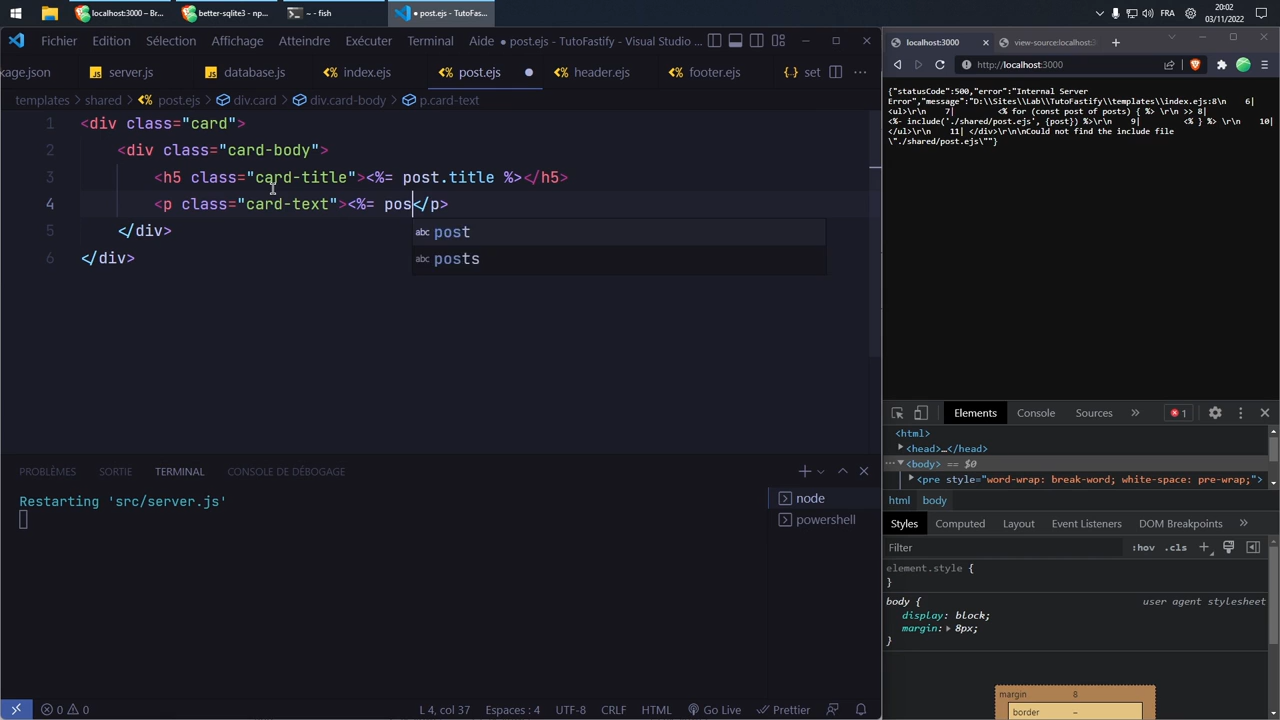 localhost:3000 – Br...
better-sqlite3 - np...
~ - fish
● post.ejs - TutoFast...
FRA
20:02
03/11/2022
Fichier
Edition
Sélection
Affichage
Atteindre
Exécuter
Terminal
Aide
● post.ejs - TutoFastify - Visual Studio ...
kage.json
JS server.js
JS database.js
<% index.ejs
<% post.ejs ●
<% header.ejs
<% footer.ejs
{} set
templates > shared > <% post.ejs > div.card > div.card-body > p.card-text
1 <div class="card">
2 <div class="card-body">
3 <h5 class="card-title"><%= post.title %></h5>
4 <p class="card-text"><%= pos</p>
abc post
5 </div>
abc posts
6 </div>
PROBLÈMES
SORTIE
TERMINAL
CONSOLE DE DÉBOGAGE
Restarting 'src/server.js'
node
powershell
0 0
L 4, col 37
Espaces : 4
UTF-8
CRLF
HTML
Go Live
Prettier
localhost:3000
view-source:localhost:3
http://localhost:3000
{"statusCode":500,"error":"Internal Server
Error","message":"D:\\Sites\\Lab\\TutoFastify\\templates\\index.ejs:8\n 6|
<ul>\r\n 7| <% for (const post of posts) { %> \r\n >> 8|
<%- include('./shared/post.ejs', {post}) %>\r\n 9| <% } %> \r\n 10|
</ul>\r\n 11| </div>\r\n\nCould not find the include file
\"./shared/post.ejs\""}
Elements
Console
Sources
»
1
<html>
<head>…</head>
<body> == $0
<pre style="word-wrap: break-word; white-space: pre-wrap;">
html
body
Styles
Computed
Layout
Event Listeners
DOM Breakpoints
»
Filter
:hov .cls
element.style {
}
body {
user agent stylesheet
display: block;
margin: 8px;
}
margin
8
border
–